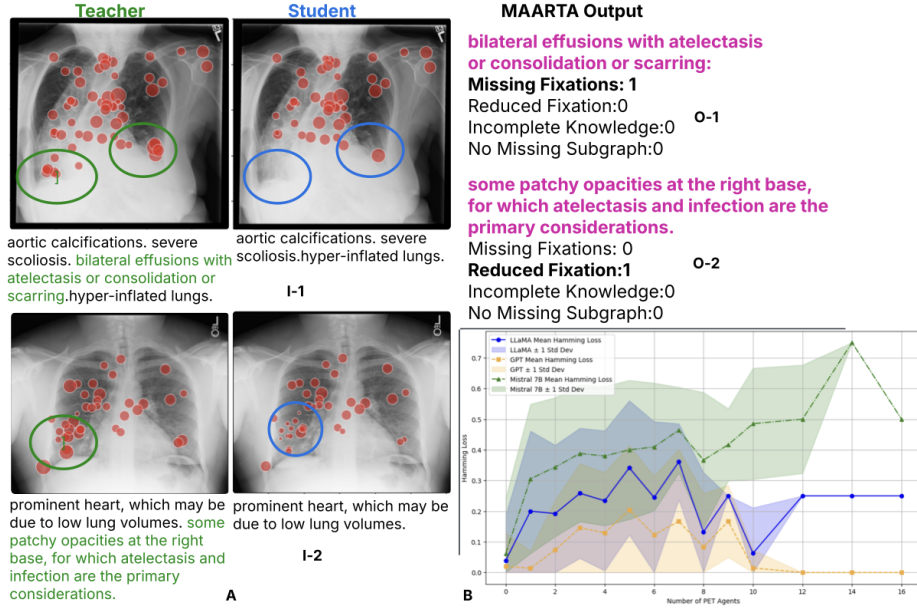 Teacher
Student
aortic calcifications. severe
scoliosis. bilateral effusions with
atelectasis or consolidation or
scarring.hyper-inflated lungs.
aortic calcifications. severe
scoliosis.hyper-inflated lungs.
I-1
prominent heart, which may be
due to low lung volumes. some
patchy opacities at the right
base, for which atelectasis and
infection are the primary
considerations.
prominent heart, which may be
due to low lung volumes.
I-2
A
MAARTA Output
bilateral effusions with atelectasis
or consolidation or scarring:
Missing Fixations: 1
Reduced Fixation:0
Incomplete Knowledge:0
No Missing Subgraph:0
O-1
some patchy opacities at the right base,
for which atelectasis and infection are the
primary considerations.
Missing Fixations: 0
Reduced Fixation:1
Incomplete Knowledge:0
No Missing Subgraph:0
O-2
LLaMA Mean Hamming Loss
LLaMA ± 1 Std Dev
GPT Mean Hamming Loss
GPT ± 1 Std Dev
Mistral 7B Mean Hamming Loss
Mistral 7B ± 1 Std Dev
Hamming Loss
0.7
0.6
0.5
0.4
0.3
0.2
0.1
0.0
0 2 4 6 8 10 12 14 16
Number of PET Agents
B